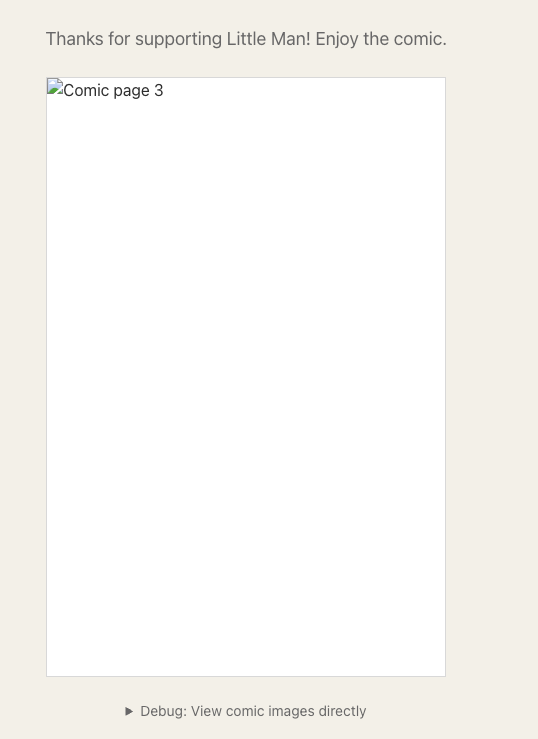 Thanks for supporting Little Man! Enjoy the comic.
Comic page 3
Debug: View comic images directly